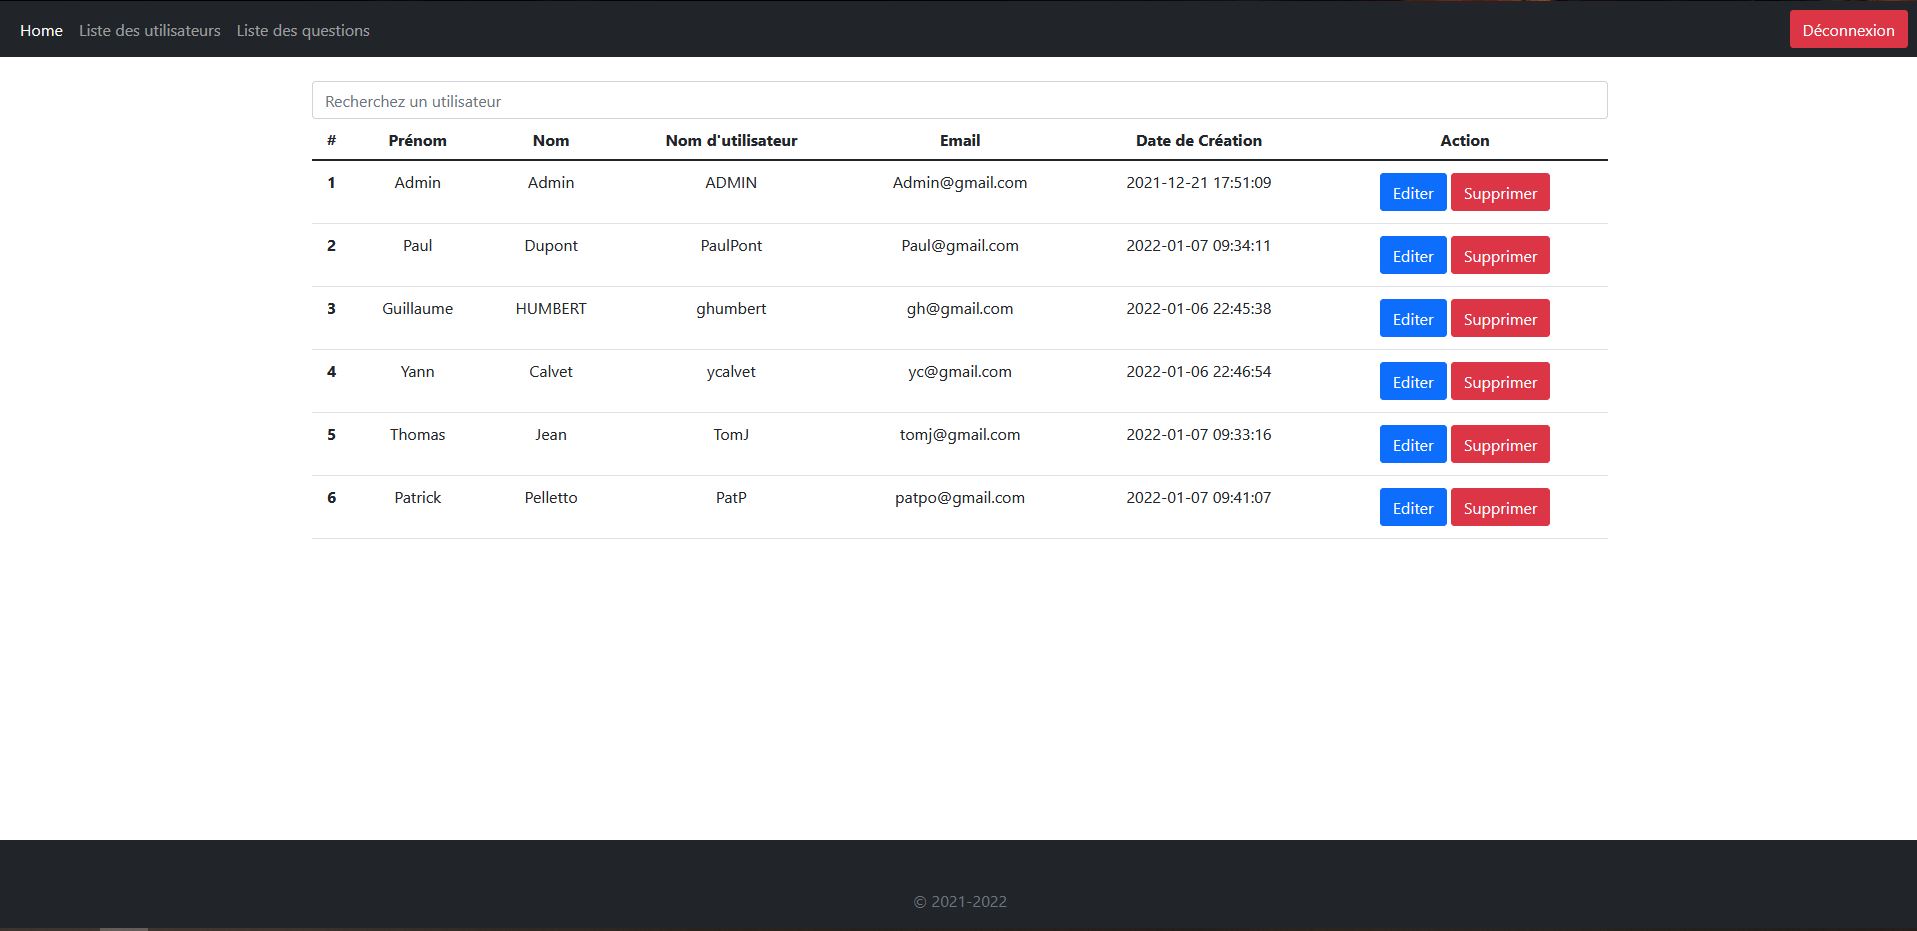 Home Liste des utilisateurs Liste des questions Déconnexion
Recherchez un utilisateur
# Prénom Nom Nom d'utilisateur Email Date de Création Action
1 Admin Admin ADMIN Admin@gmail.com 2021-12-21 17:51:09 Editer Supprimer
2 Paul Dupont PaulPont Paul@gmail.com 2022-01-07 09:34:11 Editer Supprimer
3 Guillaume HUMBERT ghumbert gh@gmail.com 2022-01-06 22:45:38 Editer Supprimer
4 Yann Calvet ycalvet yc@gmail.com 2022-01-06 22:46:54 Editer Supprimer
5 Thomas Jean TomJ tomj@gmail.com 2022-01-07 09:33:16 Editer Supprimer
6 Patrick Pelletto PatP patpo@gmail.com 2022-01-07 09:41:07 Editer Supprimer
© 2021-2022